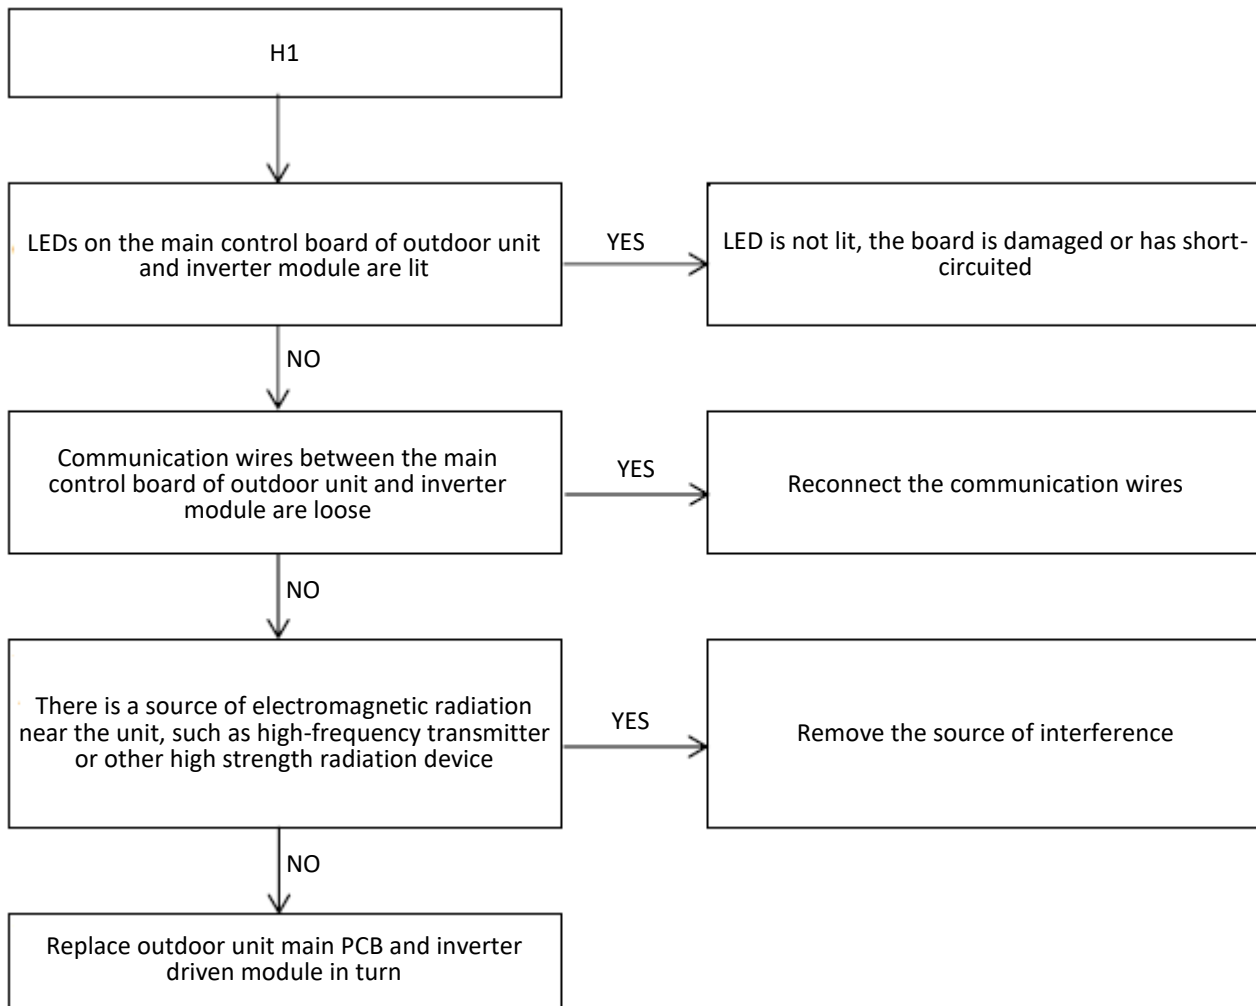 H1
LEDs on the main control board of outdoor unit
and inverter module are lit
YES
LED is not lit, the board is damaged or has short-
circuited
NO
Communication wires between the main
control board of outdoor unit and inverter
module are loose
YES
Reconnect the communication wires
NO
There is a source of electromagnetic radiation
near the unit, such as high-frequency transmitter
or other high strength radiation device
YES
Remove the source of interference
NO
Replace outdoor unit main PCB and inverter
driven module in turn